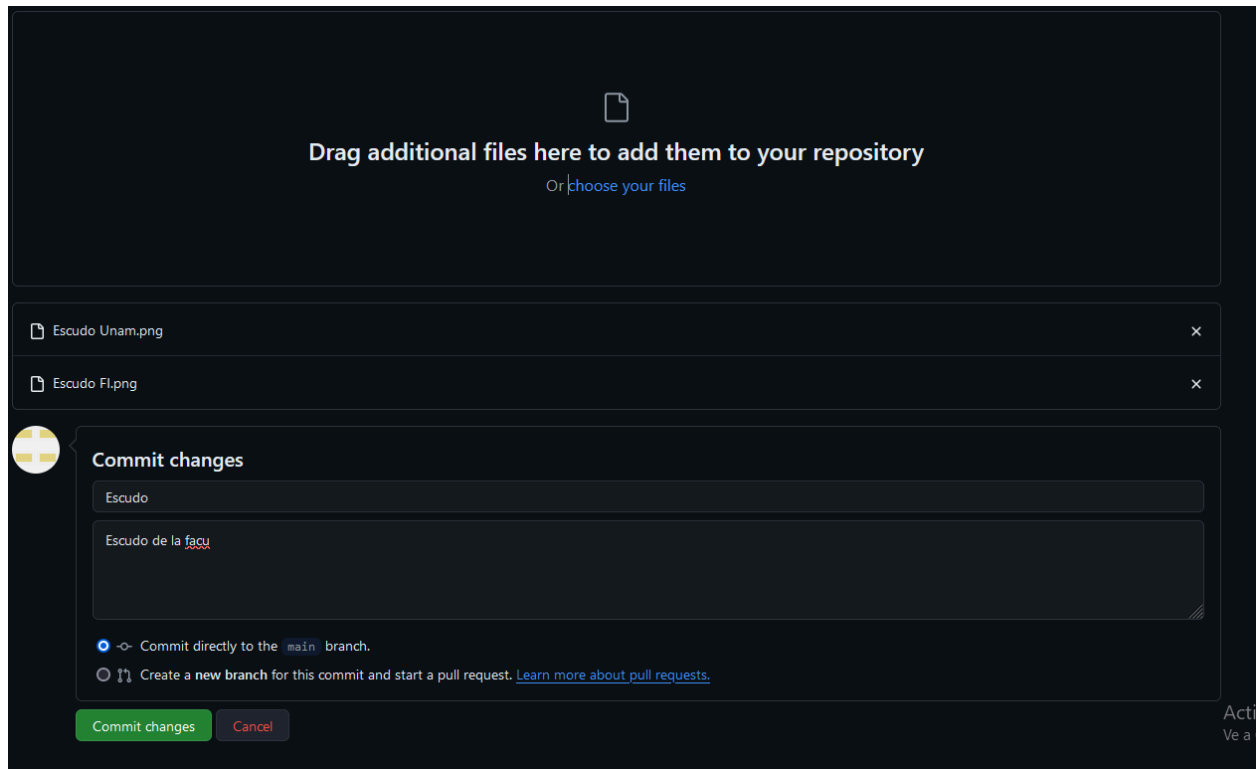 Drag additional files here to add them to your repository
Or choose your files
Escudo Unam.png
Escudo FI.png
Commit changes
Escudo
Escudo de la facu
Commit directly to the main branch.
Create a new branch for this commit and start a pull request. Learn more about pull requests.
Commit changes Cancel
Acti
Ve a